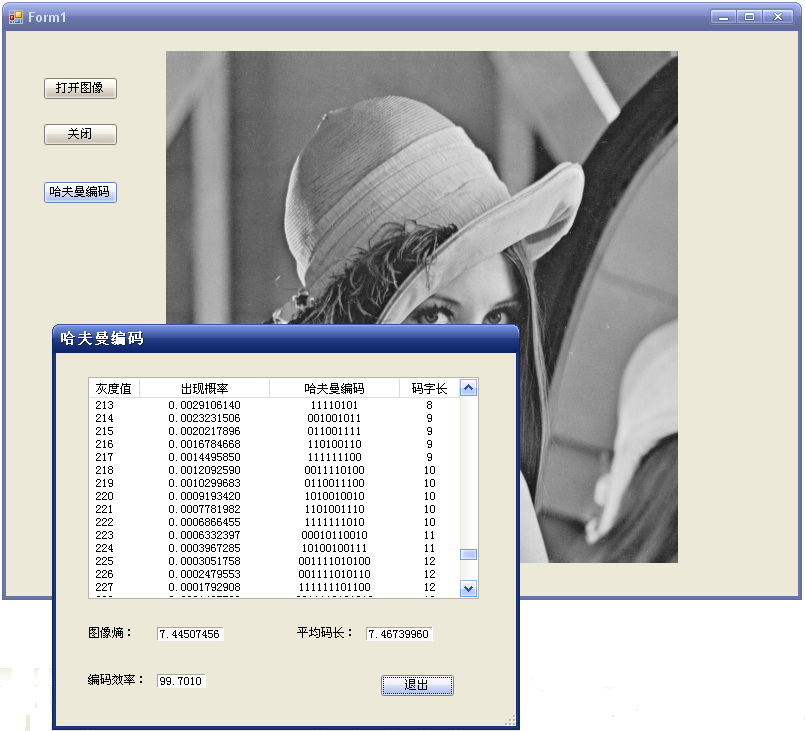 Form1
打开图像
关闭
哈夫曼编码
哈夫曼编码
灰度值 出现概率 哈夫曼编码 码字长
213 0.0029106140 11110101 8
214 0.0023231506 001001011 9
215 0.0020217896 011001111 9
216 0.0016784668 110100110 9
217 0.0014495850 111111100 9
218 0.0012092590 0011110100 10
219 0.0010299683 0110011100 10
220 0.0009193420 1010010010 10
221 0.0007781982 1101001110 10
222 0.0006866455 1111111010 10
223 0.0006332397 00010110010 11
224 0.0003967285 10100100111 11
225 0.0003051758 001111010100 12
226 0.0002479553 001111010110 12
227 0.0001792908 111111101100 12
图像熵： 7.44507456 平均码长： 7.46739960
编码效率： 99.7010
退出